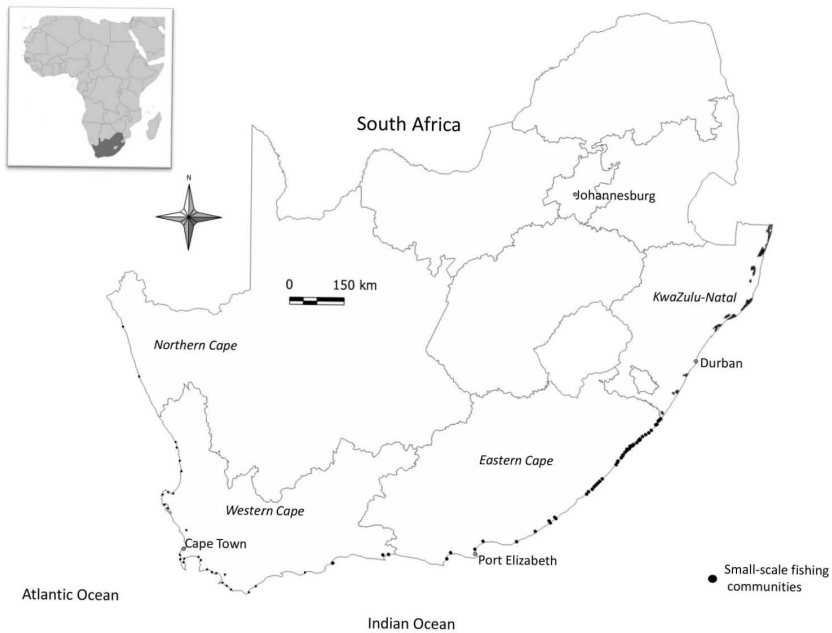 N
South Africa
Johannesburg
0 150 km
KwaZulu-Natal
Northern Cape
Durban
Eastern Cape
Western Cape
Cape Town
Port Elizabeth
Small-scale fishing
communities
Atlantic Ocean
Indian Ocean